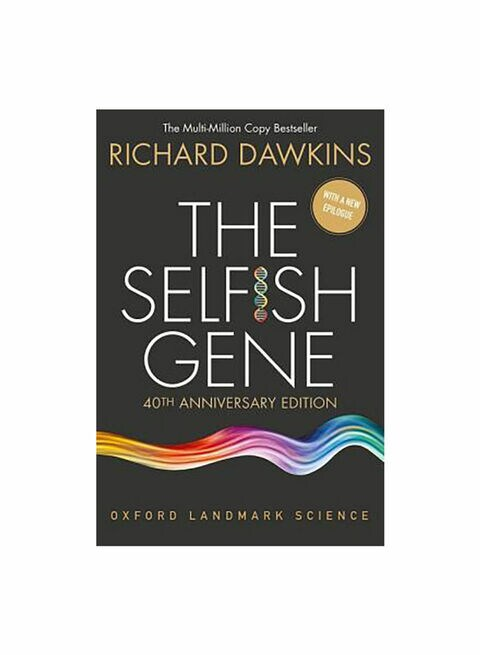 The Multi-Million Copy Bestseller
RICHARD DAWKINS
WITH A NEW
EPILOGUE
THE
SELFISH
GENE
40TH ANNIVERSARY EDITION
OXFORD LANDMARK SCIENCE